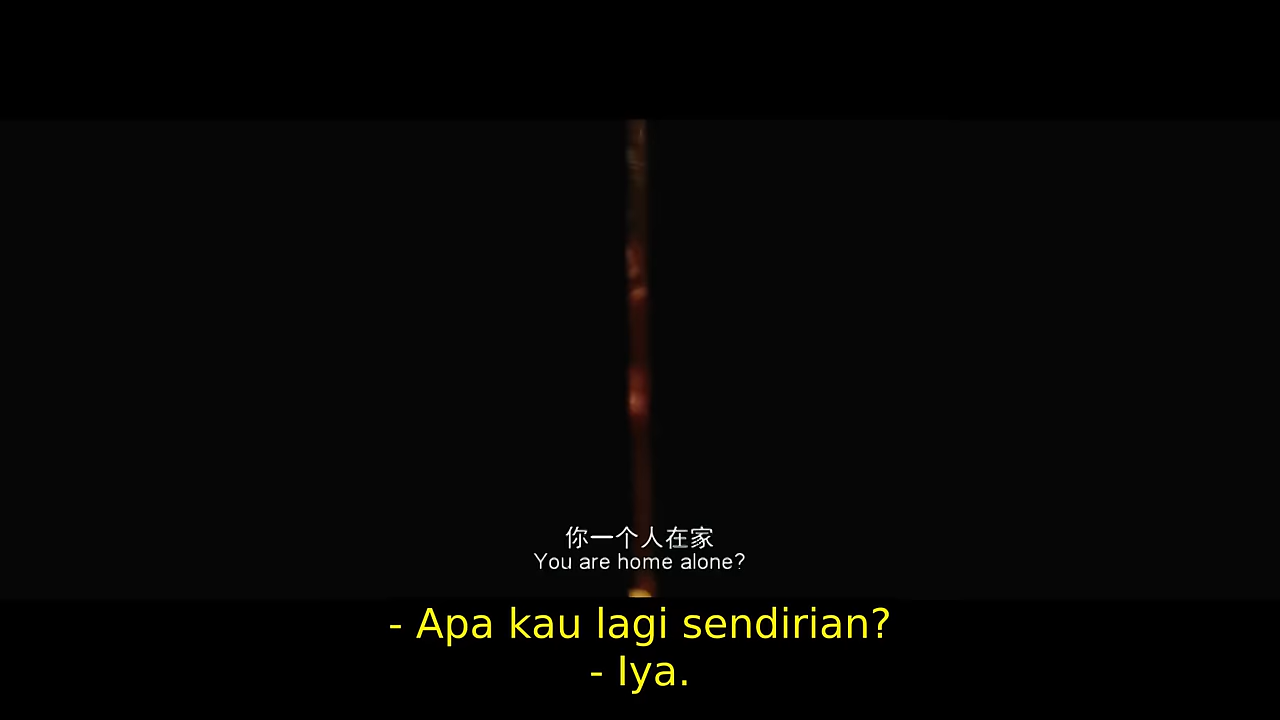 你一个人在家
You are home alone?
- Apa kau lagi sendirian?
- Iya.